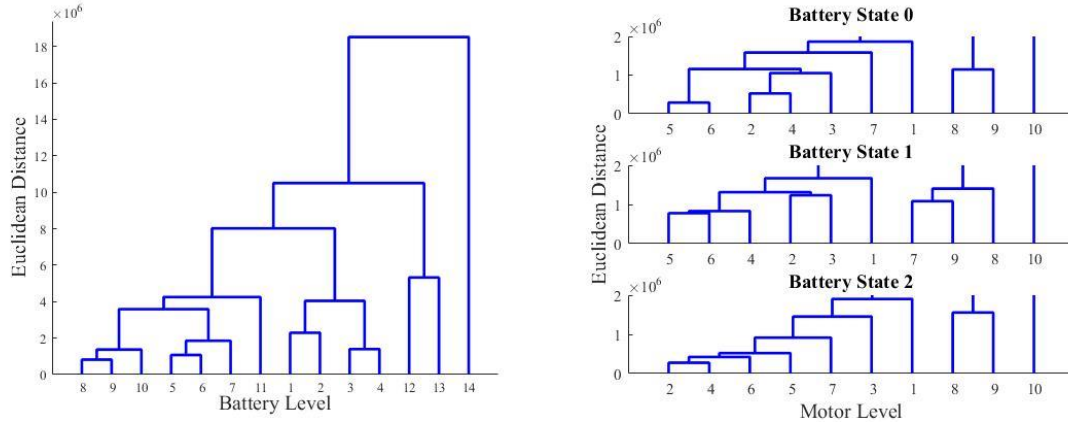 ×10⁶
18
16
14
12
10
8
6
4
2
0
8 9 10 5 6 7 11 1 2 3 4 12 13 14
Battery Level
Euclidean Distance
Battery State 0
×10⁶
2
1
0
5 6 2 4 3 7 1 8 9 10
Battery State 1
×10⁶
2
1
0
5 6 4 2 3 1 7 9 8 10
Battery State 2
×10⁶
2
1
0
2 4 6 5 7 3 1 8 9 10
Motor Level
Euclidean Distance